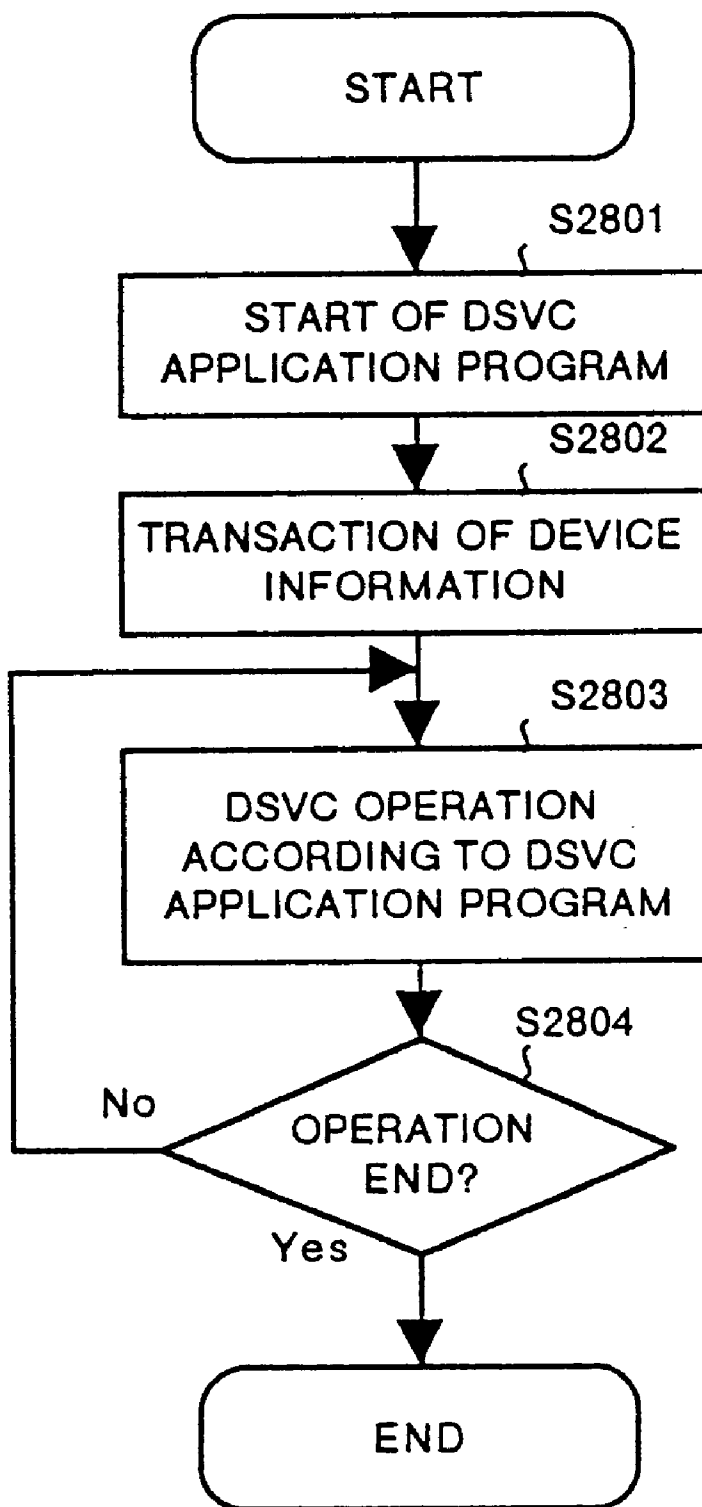 START
S2801
START OF DSVC
APPLICATION PROGRAM
S2802
TRANSACTION OF DEVICE
INFORMATION
S2803
DSVC OPERATION
ACCORDING TO DSVC
APPLICATION PROGRAM
S2804
No
OPERATION
END?
Yes
END